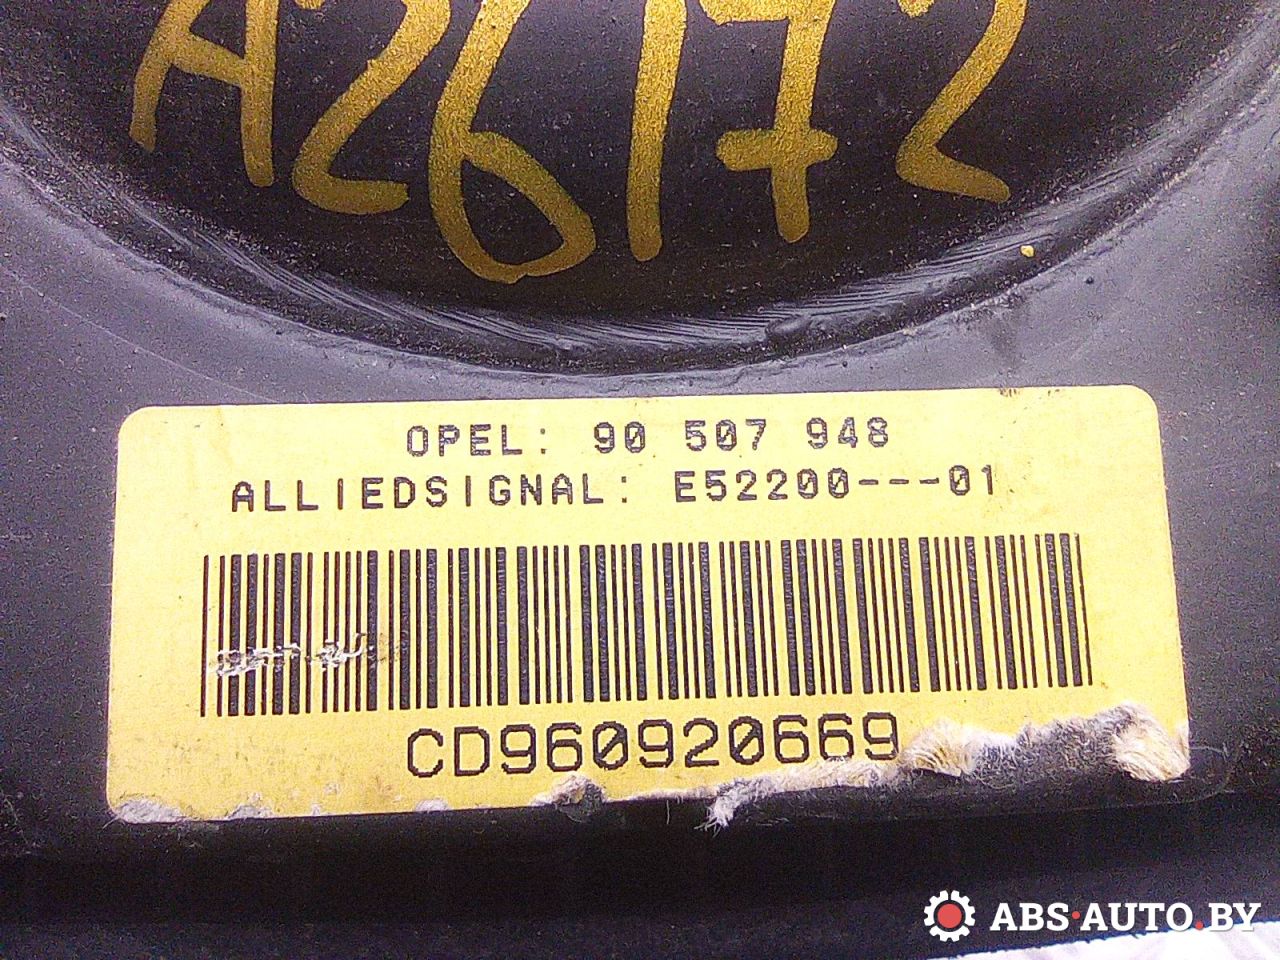 A26172
OPEL: 90 507 948
ALLIEDSIGNAL: E52200---01
CD960920669
ABS·AUTO.BY